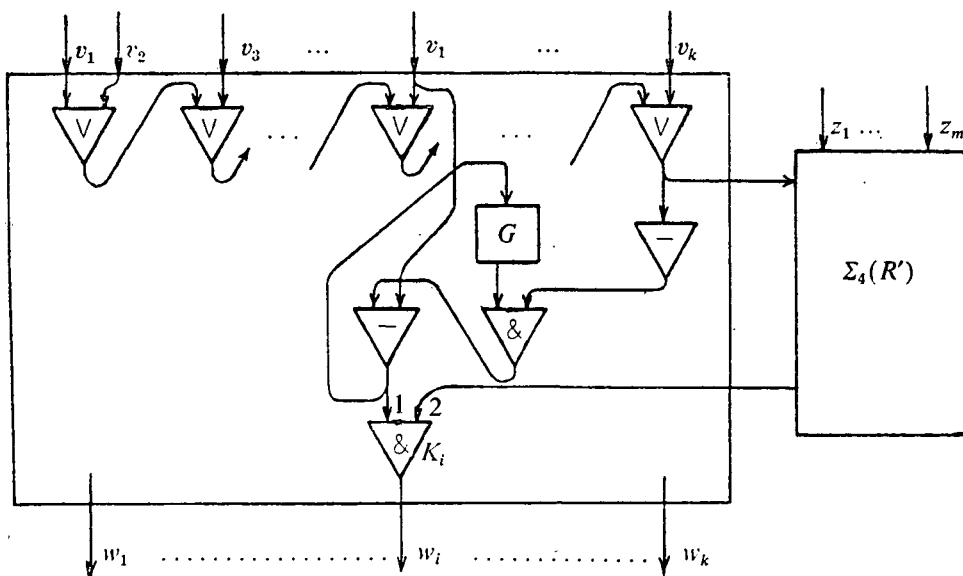 v₁ v₂ v₃ ... v₁ ... vₖ
V V ... V ... V
z₁ ... zₘ
G −
Σ₄(R′)
− &
1 2
& Kᵢ
w₁ .............. wᵢ .............. wₖ